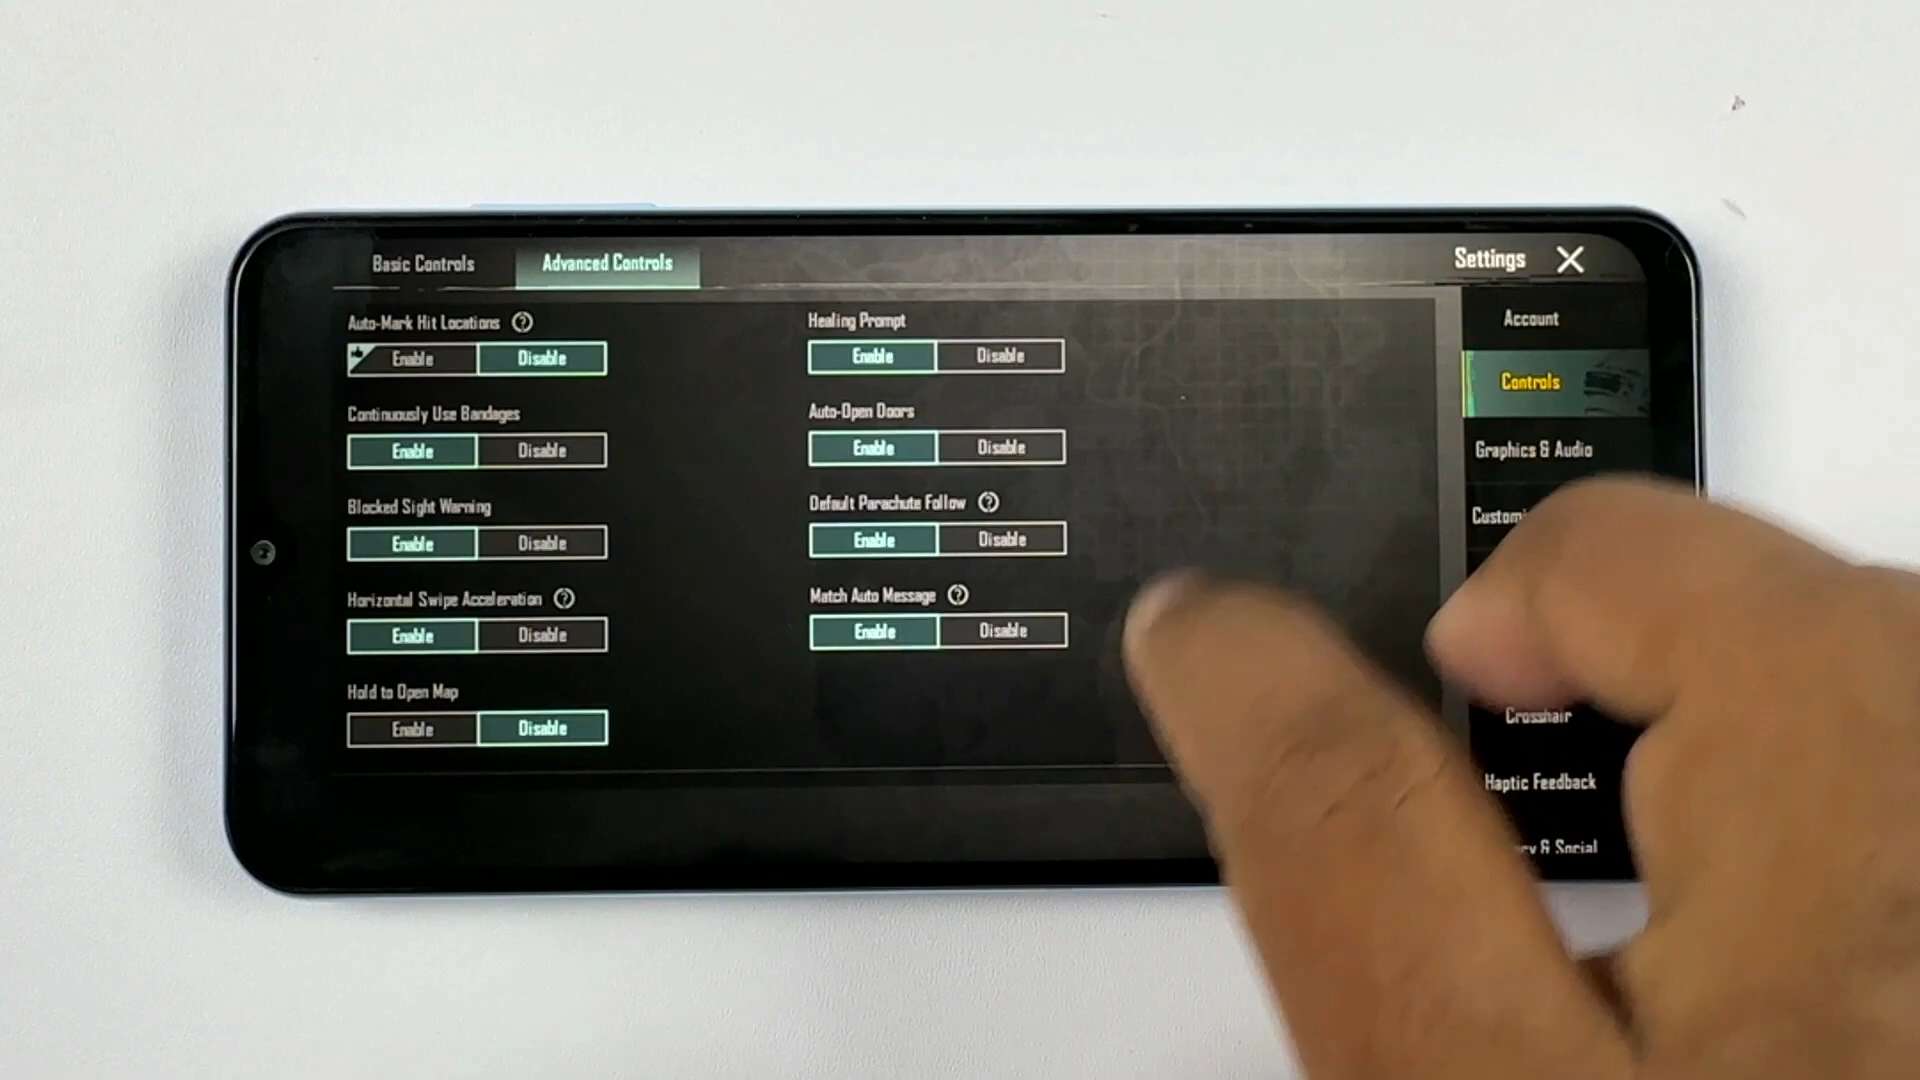 Basic Controls
Advanced Controls
Settings
Auto-Mark Hit Locations
Enable Disable
Healing Prompt
Enable Disable
Continuously Use Bandages
Enable Disable
Auto-Open Doors
Enable Disable
Blocked Sight Warning
Enable Disable
Default Parachute Follow
Enable Disable
Horizontal Swipe Acceleration
Enable Disable
Match Auto Message
Enable Disable
Hold to Open Map
Enable Disable
Account
Controls
Graphics & Audio
Crosshair
Haptic Feedback
& Social